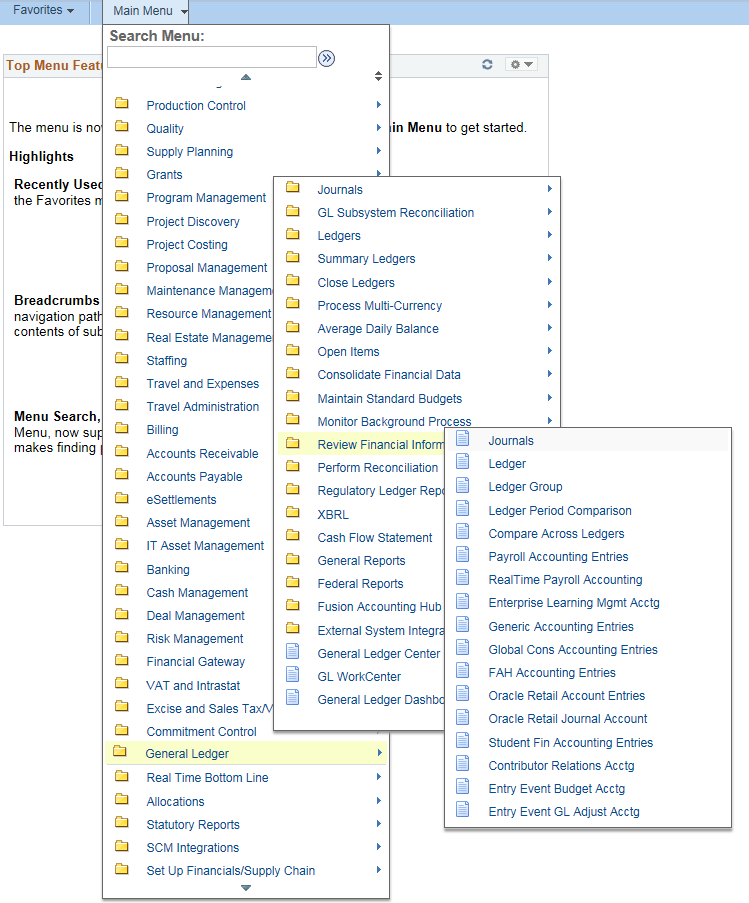 Favorites
Main Menu
Search Menu:
Top Menu Featu
The menu is nov
in Menu to get started.
Highlights
Recently Used
the Favorites m
Breadcrumbs
navigation path
contents of sub
Menu Search,
Menu, now sup
makes finding p
Production Control
Quality
Supply Planning
Grants
Program Management
Project Discovery
Project Costing
Proposal Management
Maintenance Manageme
Resource Management
Real Estate Manageme
Staffing
Travel and Expenses
Travel Administration
Billing
Accounts Receivable
Accounts Payable
eSettlements
Asset Management
IT Asset Management
Banking
Cash Management
Deal Management
Risk Management
Financial Gateway
VAT and Intrastat
Excise and Sales Tax/V
Commitment Control
General Ledger
Real Time Bottom Line
Allocations
Statutory Reports
SCM Integrations
Set Up Financials/Supply Chain
Journals
GL Subsystem Reconciliation
Ledgers
Summary Ledgers
Close Ledgers
Process Multi-Currency
Average Daily Balance
Open Items
Consolidate Financial Data
Maintain Standard Budgets
Monitor Background Process
Review Financial Inform
Perform Reconciliation
Regulatory Ledger Repo
XBRL
Cash Flow Statement
General Reports
Federal Reports
Fusion Accounting Hub
External System Integra
General Ledger Center
GL WorkCenter
General Ledger Dashbo
Journals
Ledger
Ledger Group
Ledger Period Comparison
Compare Across Ledgers
Payroll Accounting Entries
RealTime Payroll Accounting
Enterprise Learning Mgmt Acctg
Generic Accounting Entries
Global Cons Accounting Entries
FAH Accounting Entries
Oracle Retail Account Entries
Oracle Retail Journal Account
Student Fin Accounting Entries
Contributor Relations Acctg
Entry Event Budget Acctg
Entry Event GL Adjust Acctg